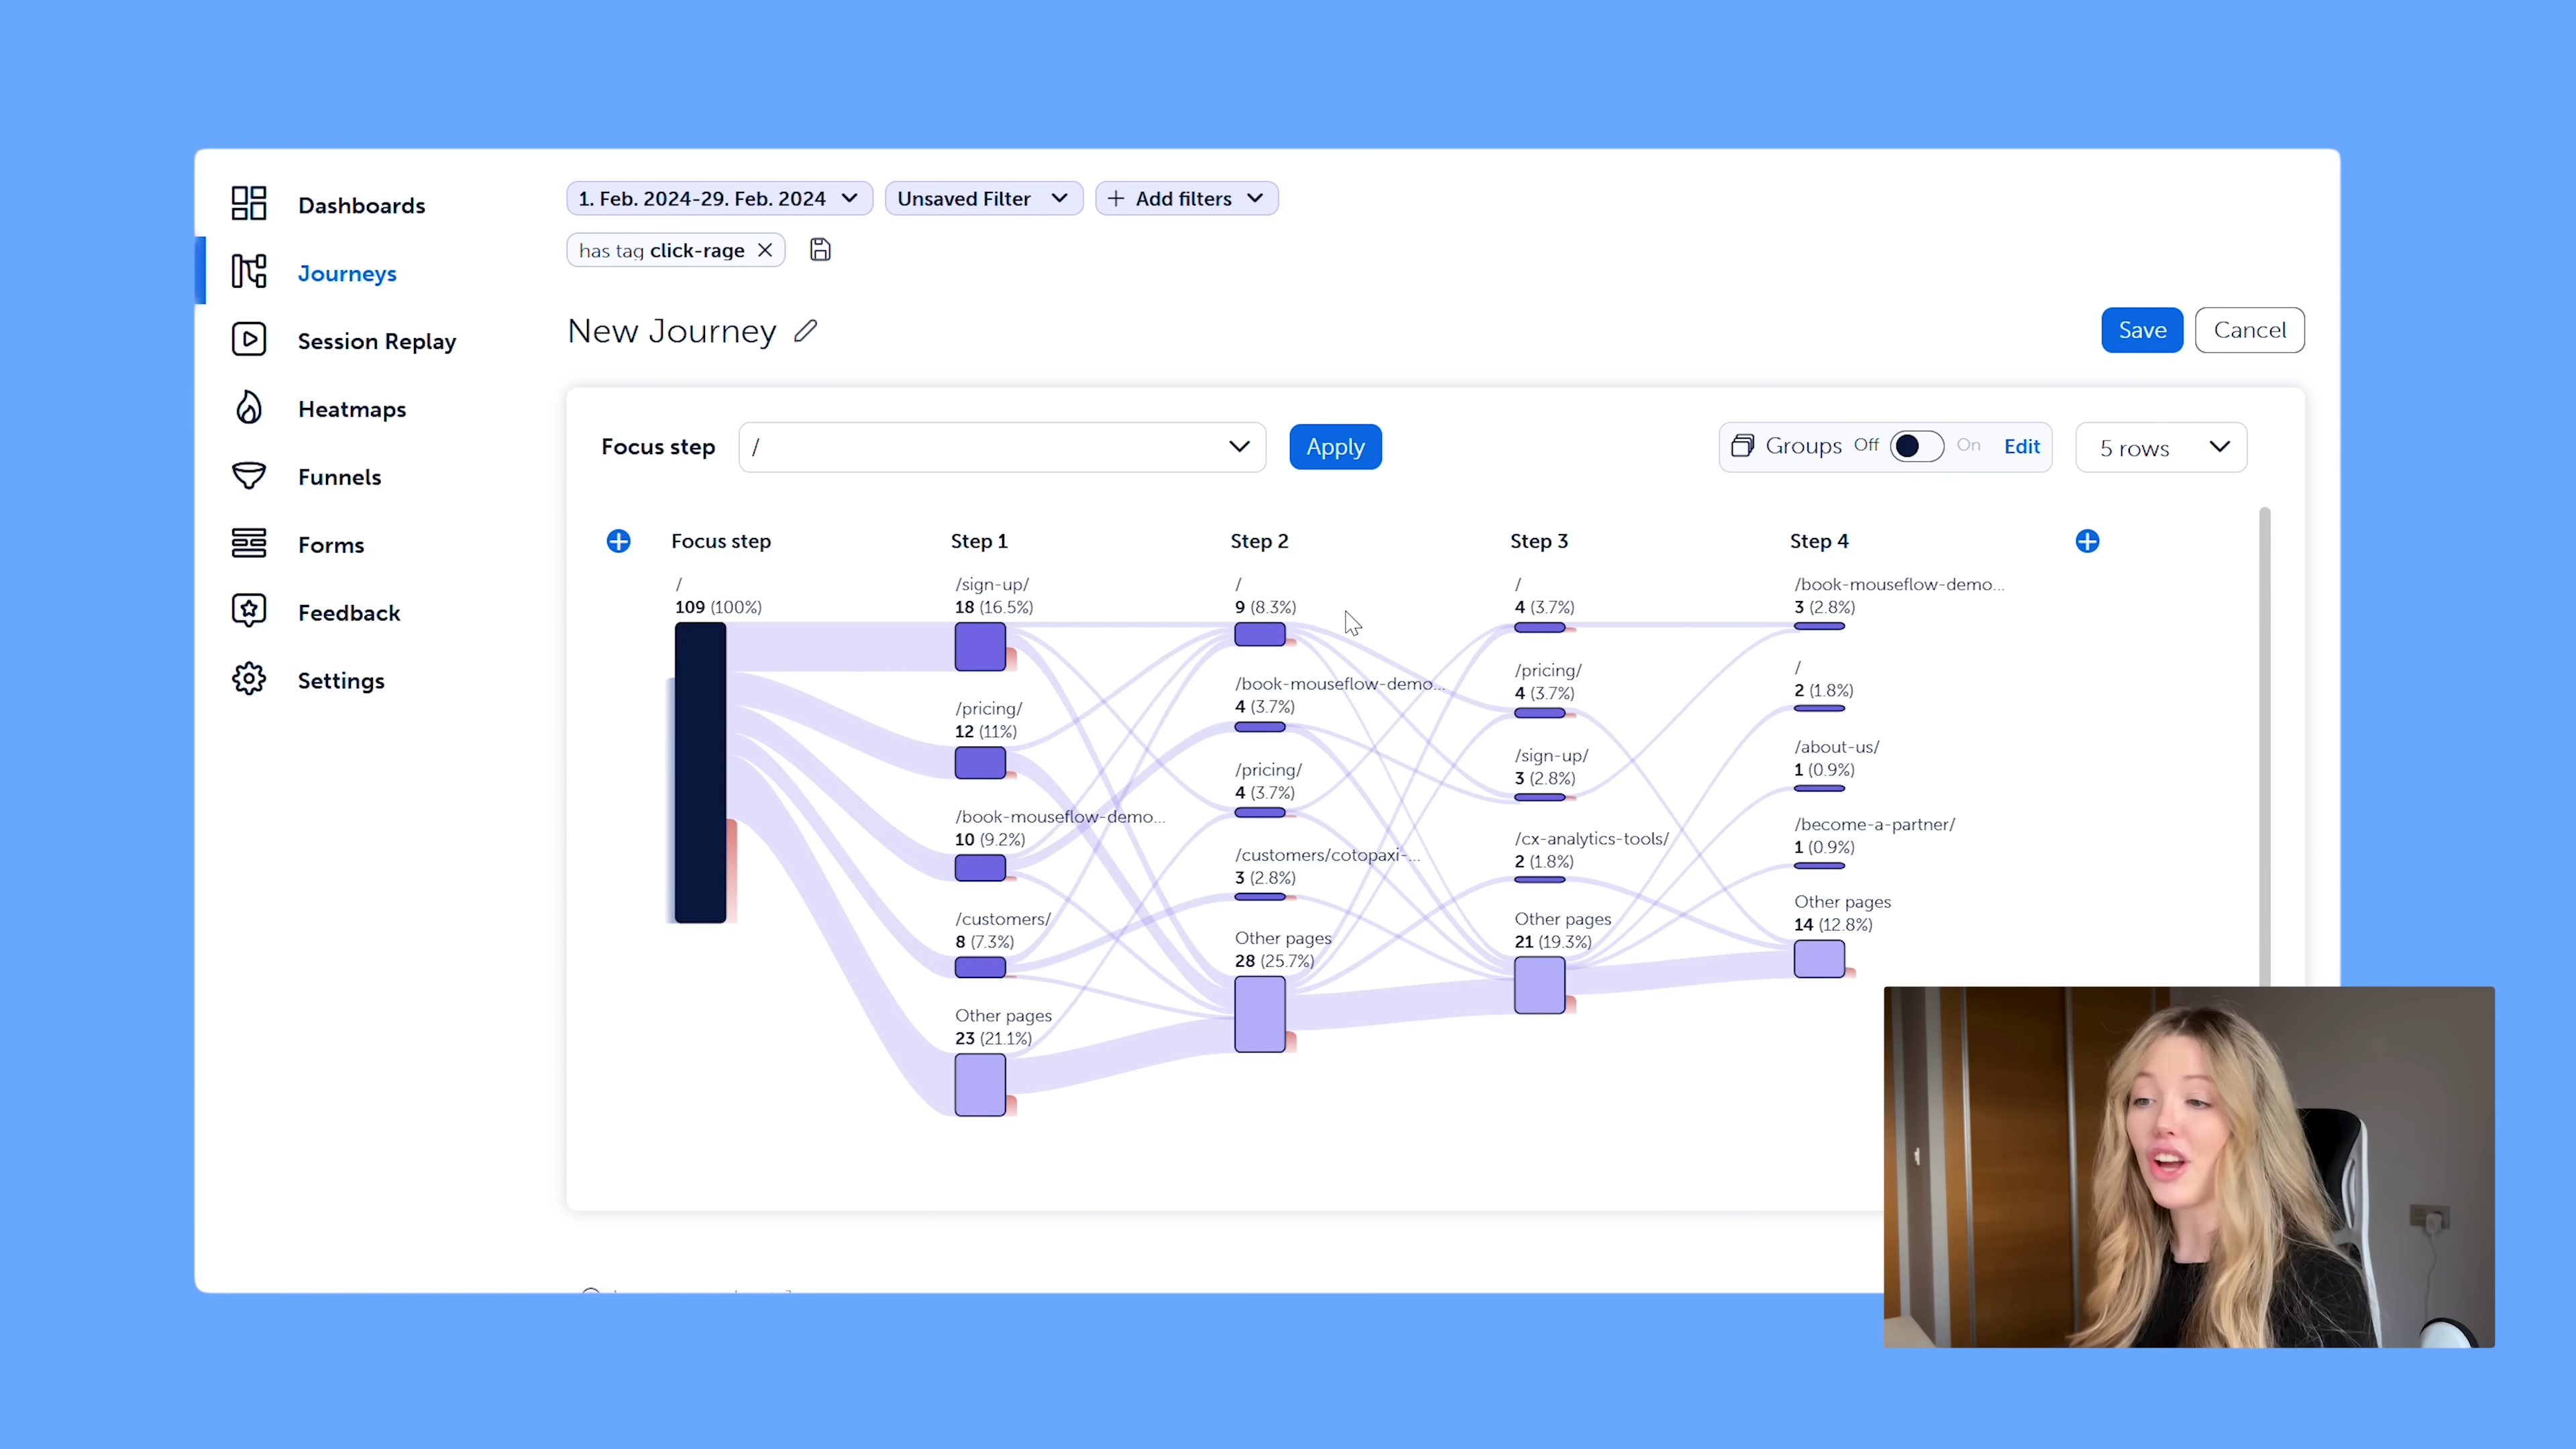 Dashboards
Journeys
Session Replay
Heatmaps
Funnels
Forms
Feedback
Settings
1. Feb. 2024-29. Feb. 2024
Unsaved Filter
+ Add filters
has tag click-rage
New Journey
Save
Cancel
Focus step
/
Apply
Groups Off On Edit
5 rows
Focus step
/
109 (100%)
Step 1
/sign-up/
18 (16.5%)
/pricing/
12 (11%)
/book-mouseflow-demo...
10 (9.2%)
/customers/
8 (7.3%)
Other pages
23 (21.1%)
Step 2
/
9 (8.3%)
/book-mouseflow-demo...
4 (3.7%)
/pricing/
4 (3.7%)
/customers/cotopaxi-...
3 (2.8%)
Other pages
28 (25.7%)
Step 3
/
4 (3.7%)
/pricing/
4 (3.7%)
/sign-up/
3 (2.8%)
/cx-analytics-tools/
2 (1.8%)
Other pages
21 (19.3%)
Step 4
/book-mouseflow-demo...
3 (2.8%)
/
2 (1.8%)
/about-us/
1 (0.9%)
/become-a-partner/
1 (0.9%)
Other pages
14 (12.8%)